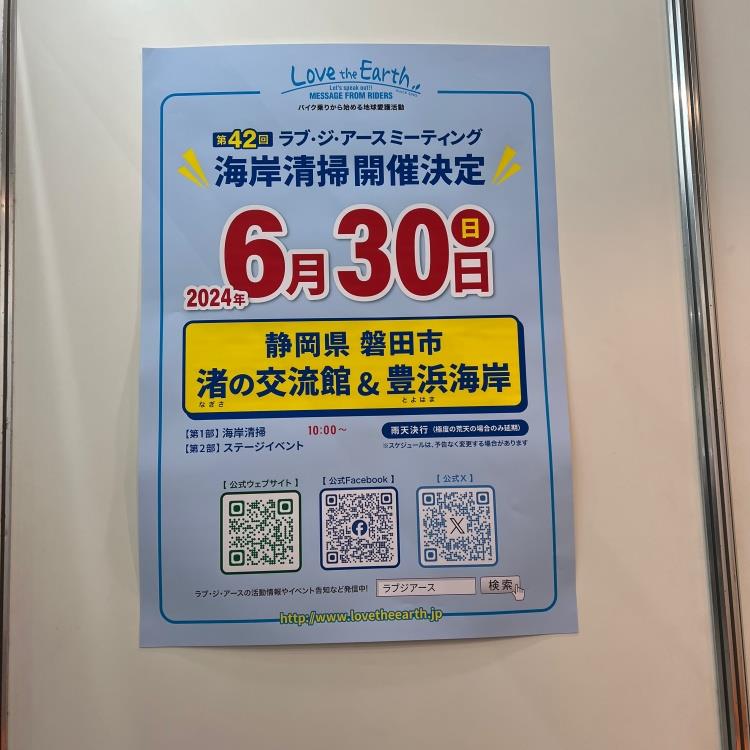 Love the Earth
Let's speak out!!
MESSAGE FROM RIDERS
バイク乗りから始める地球愛護活動
第42回 ラブ・ジ・アースミーティング
海岸清掃開催決定
2024年 6月30日 日
静岡県 磐田市
渚の交流館 & 豊浜海岸
なぎさ とよはま
【第1部】海岸清掃 10:00〜
【第2部】ステージイベント
雨天決行（極度の荒天の場合のみ延期）
※スケジュールは、予告なく変更する場合があります
【 公式ウェブサイト 】 【 公式Facebook 】 【 公式X 】
ラブ・ジ・アースの活動情報やイベント告知など発信中! ラブジアース 検索
http://www.lovetheearth.jp